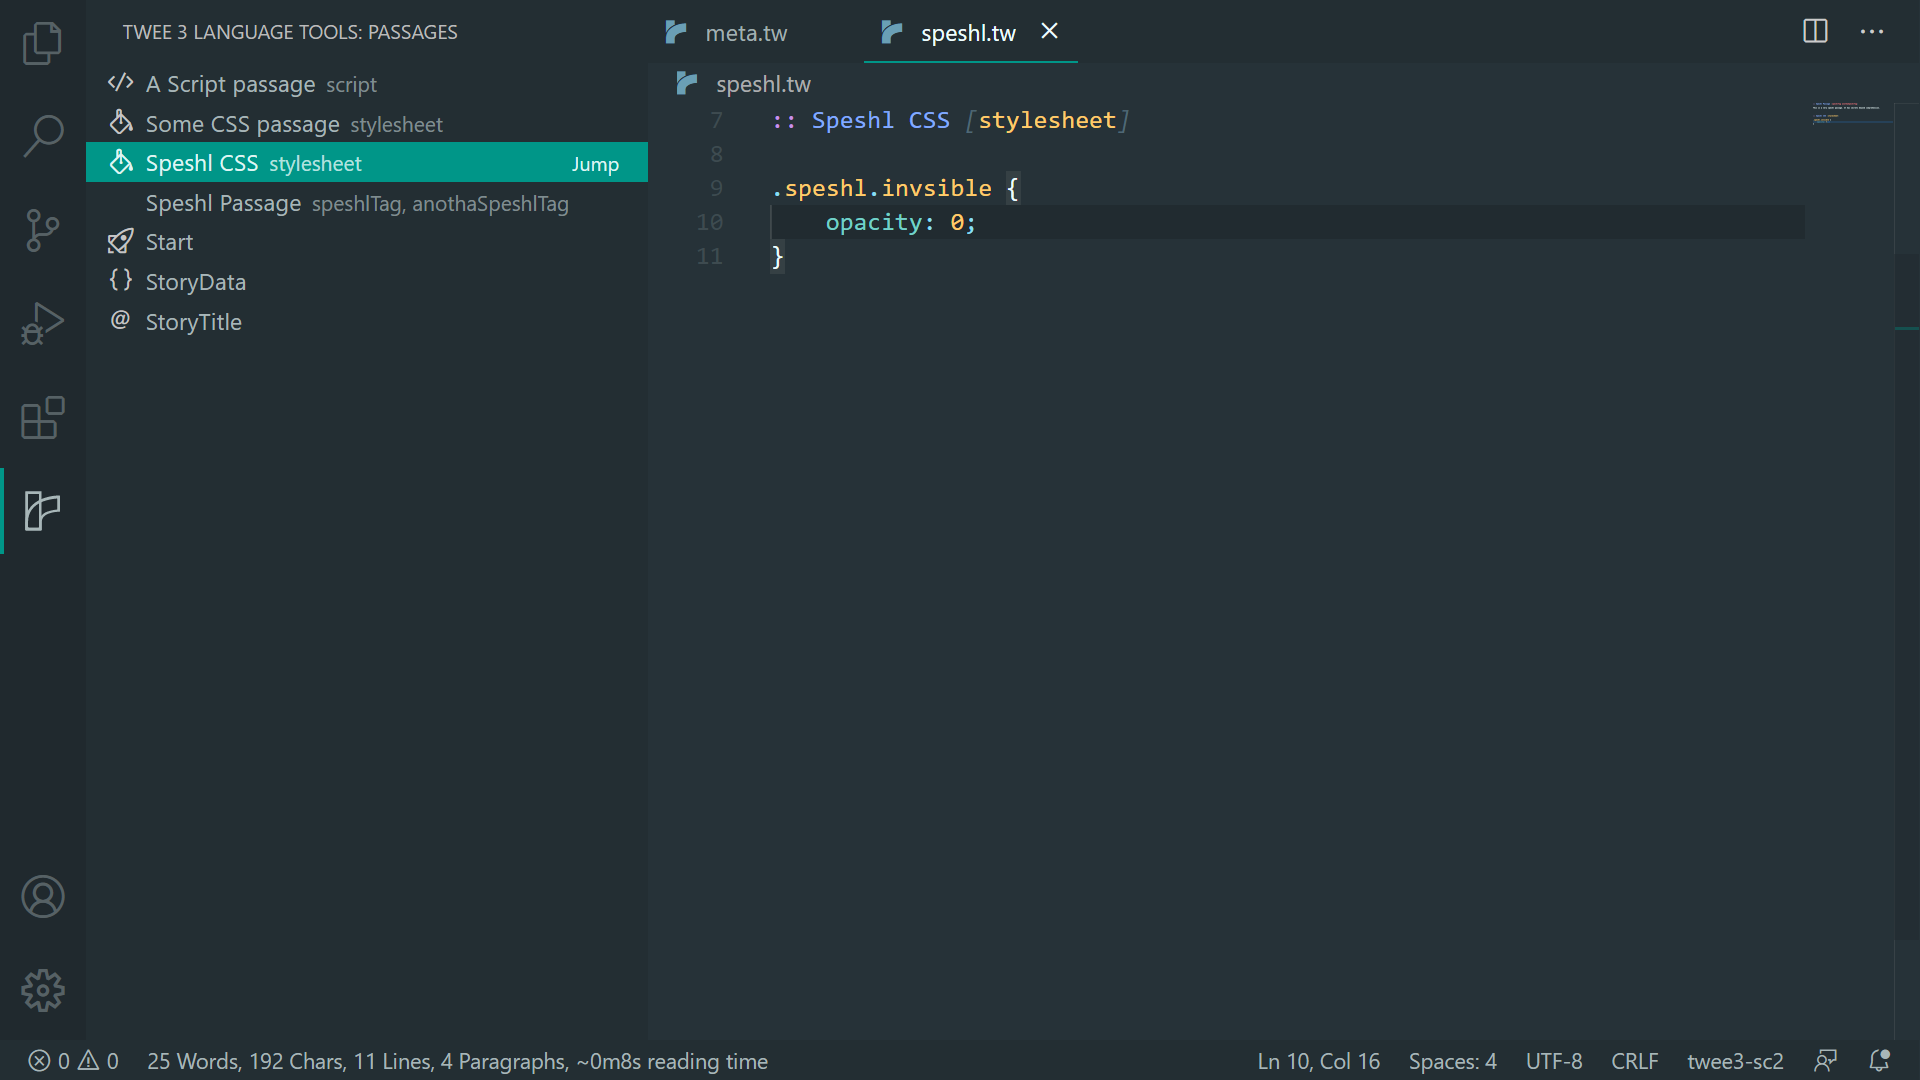 TWEE 3 LANGUAGE TOOLS: PASSAGES
A Script passage script
Some CSS passage stylesheet
Speshl CSS stylesheet Jump
Speshl Passage speshlTag, anothaSpeshlTag
Start
StoryData
StoryTitle
meta.tw
speshl.tw
speshl.tw
7 :: Speshl CSS [stylesheet]
8
9 .speshl.invsible {
10 opacity: 0;
11 }
0 0 25 Words, 192 Chars, 11 Lines, 4 Paragraphs, ~0m8s reading time
Ln 10, Col 16 Spaces: 4 UTF-8 CRLF twee3-sc2